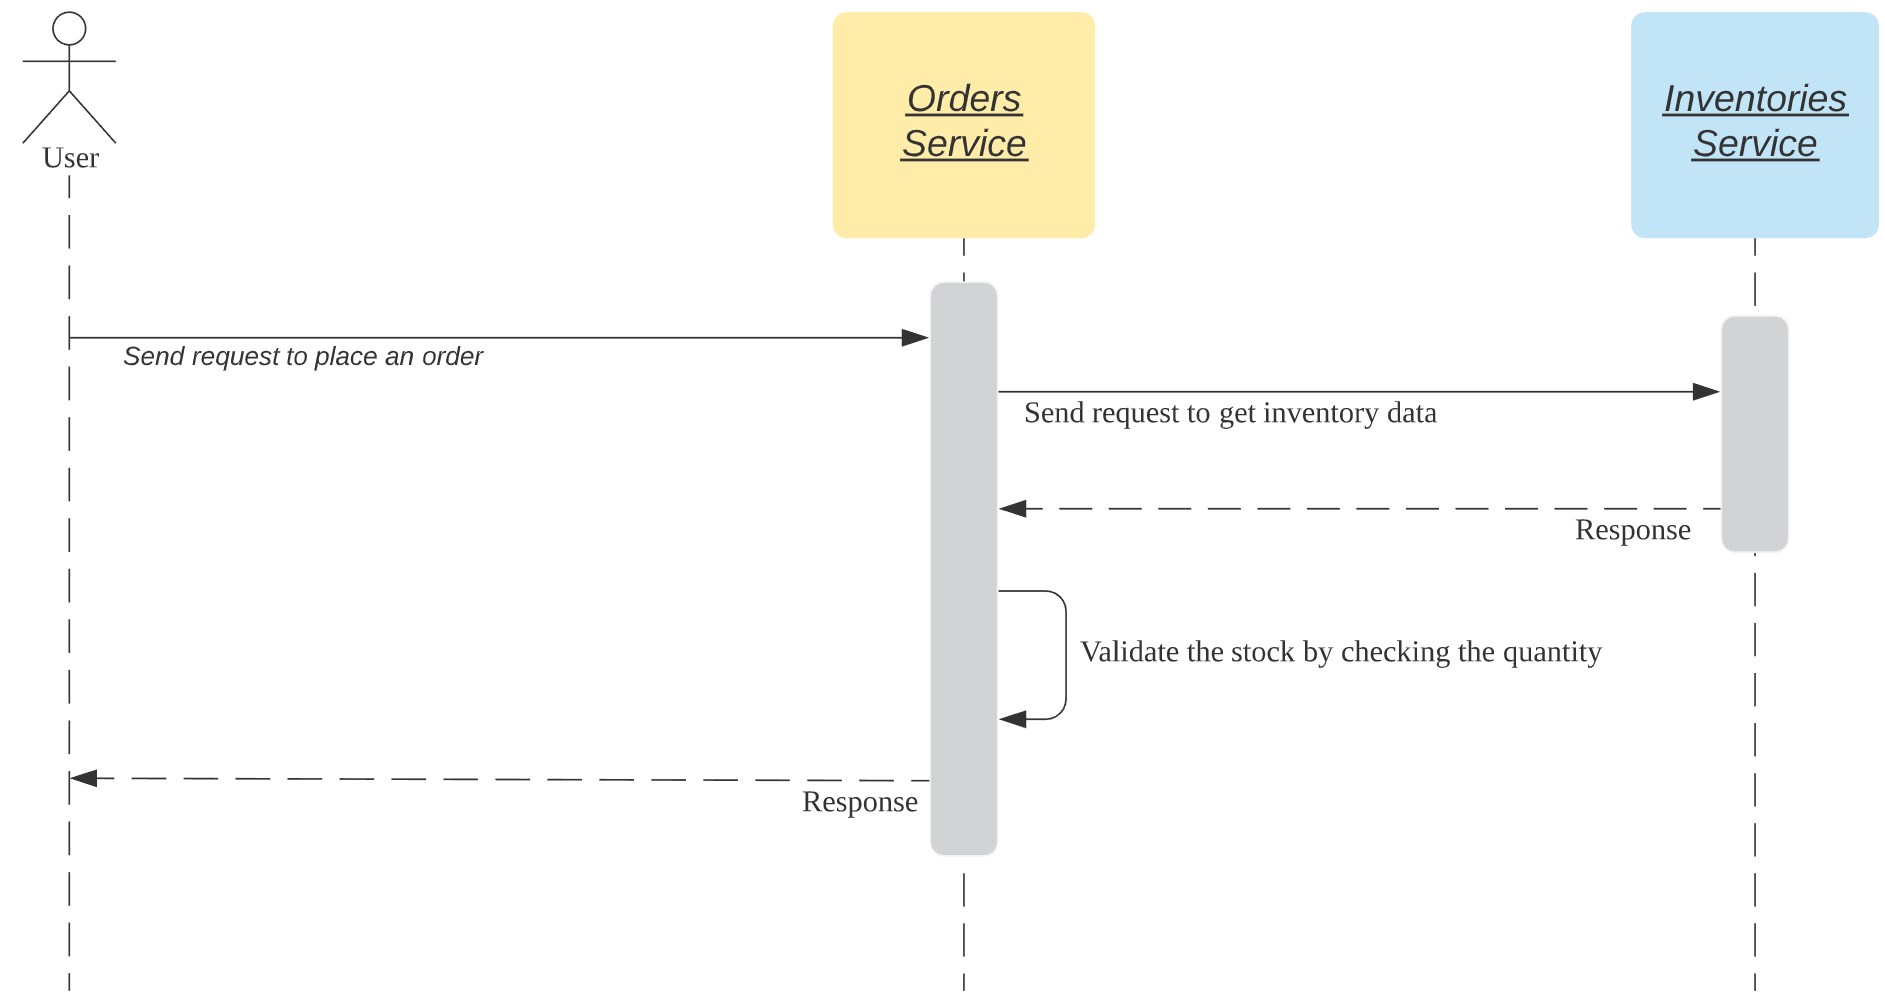 Orders
Service
Inventories
Service
User
Send request to place an order
Send request to get inventory data
Response
Validate the stock by checking the quantity
Response